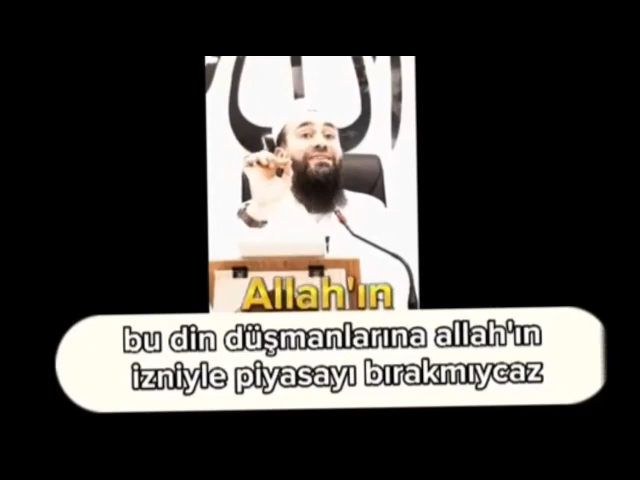 Allah'ın
bu din düşmanlarına allah'ın
izniyle piyasayı bırakmıycaz